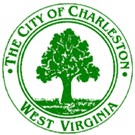 • THE CITY OF CHARLESTON •
WEST VIRGINIA